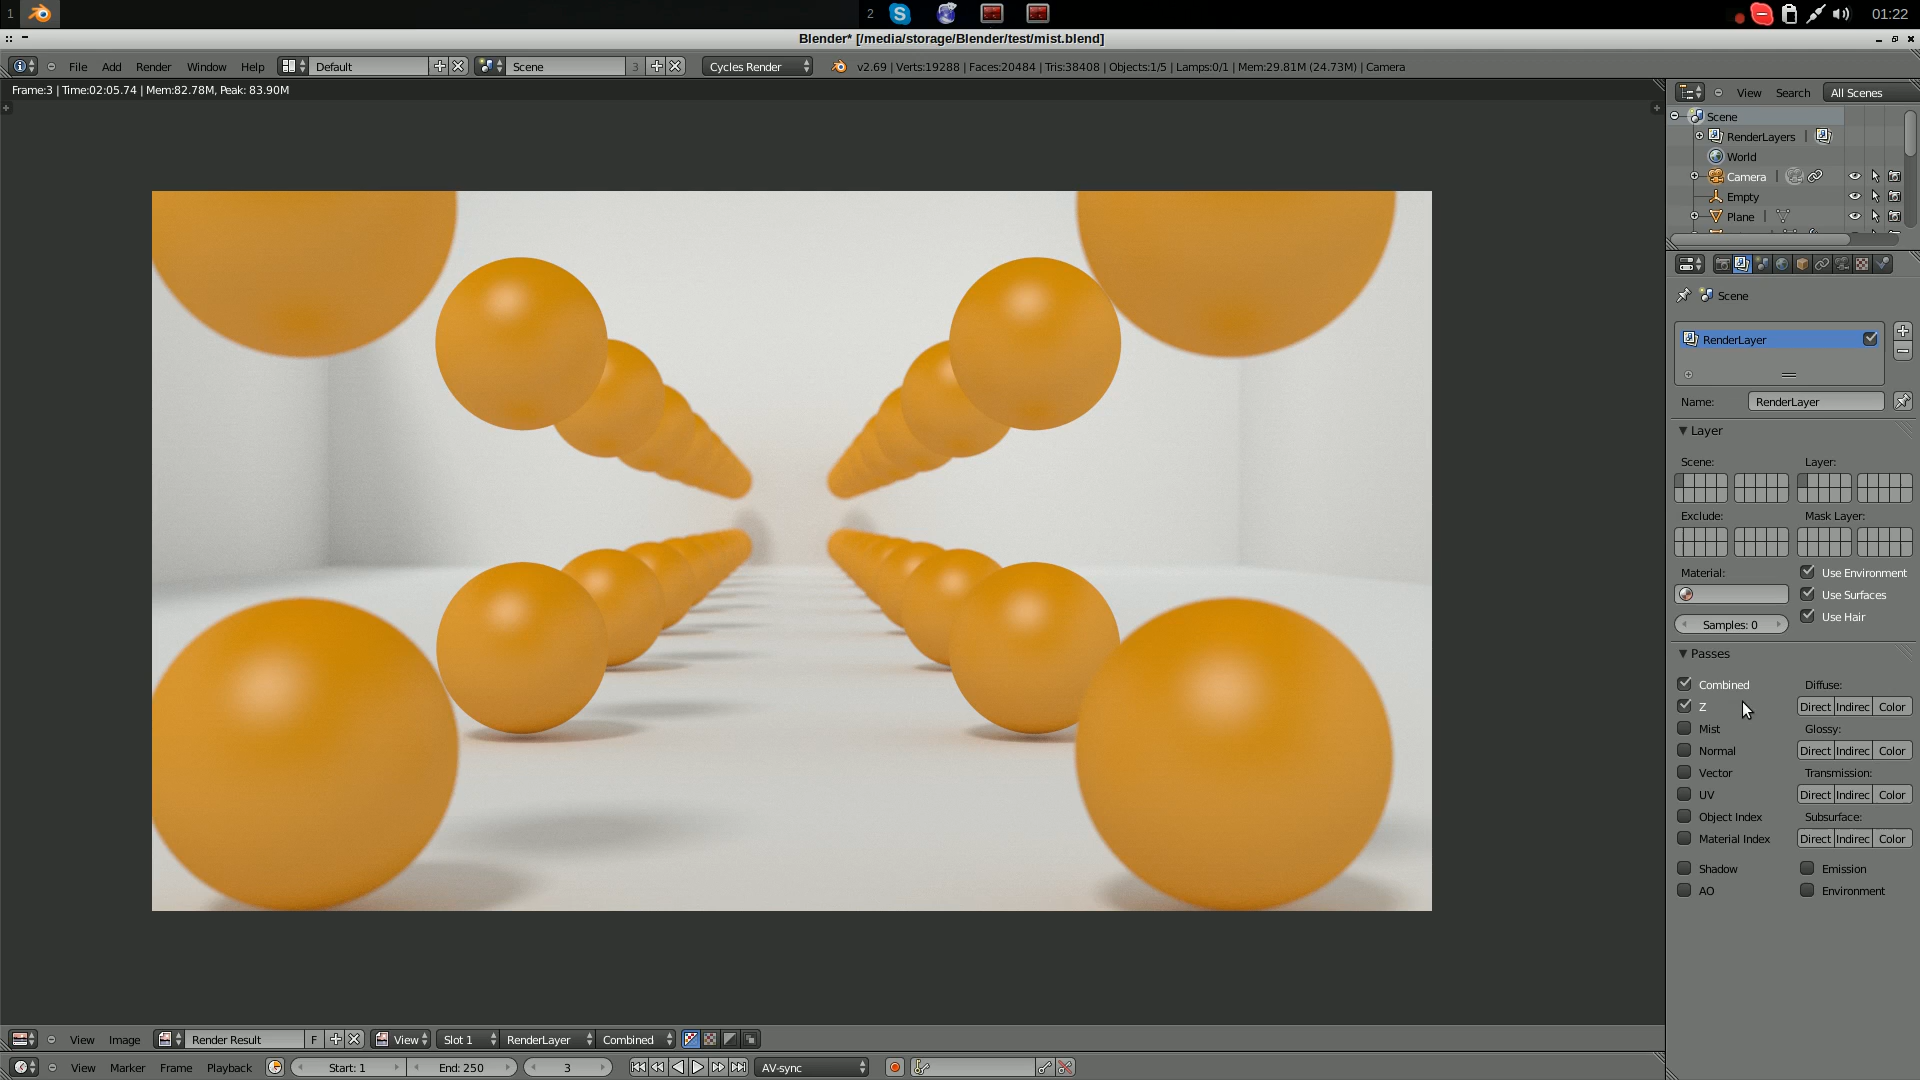 1
2
01:22
Blender* [/media/storage/Blender/test/mist.blend]
File Add Render Window Help Default Scene 3 Cycles Render v2.69 | Verts:19288 | Faces:20484 | Tris:38408 | Objects:1/5 | Lamps:0/1 | Mem:29.81M (24.73M) | Camera
Frame:3 | Time:02:05.74 | Mem:82.78M, Peak: 83.90M
View Search All Scenes
Scene
RenderLayers
World
Camera
Empty
Plane
Scene
RenderLayer
Name: RenderLayer
Layer
Scene: Layer:
Exclude: Mask Layer:
Material: Use Environment
Use Surfaces
Samples: 0 Use Hair
Passes
Combined Diffuse:
Z Direct Indirec Color
Mist Glossy:
Normal Direct Indirec Color
Vector Transmission:
UV Direct Indirec Color
Object Index Subsurface:
Material Index Direct Indirec Color
Shadow Emission
AO Environment
View Image Render Result F View Slot 1 RenderLayer Combined
View Marker Frame Playback Start: 1 End: 250 3 AV-sync